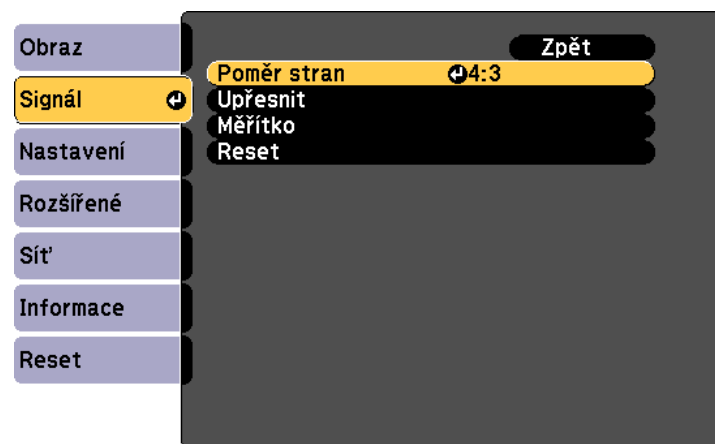 Obraz
Signál
Nastavení
Rozšířené
Síť
Informace
Reset
Zpět
Poměr stran 4:3
Upřesnit
Měřítko
Reset